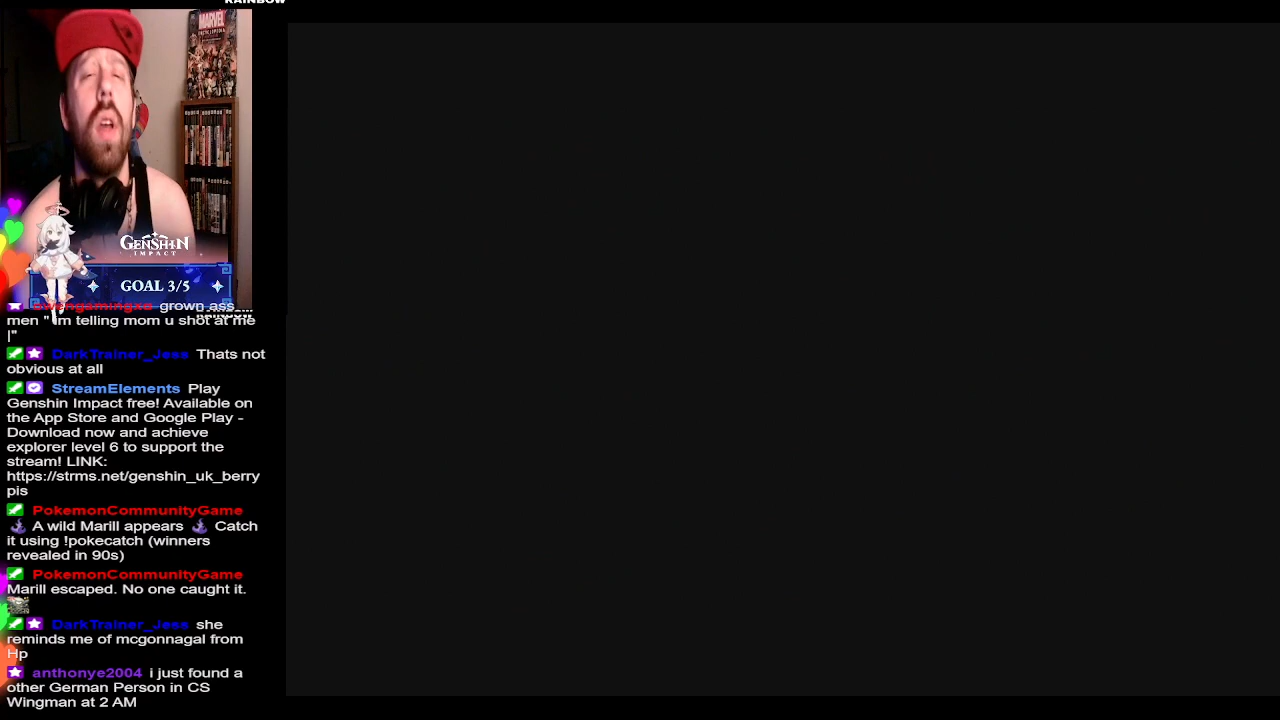 RAINBOW
MARVEL
ENCYCLOPEDIA
GENSHIN
IMPACT
GOAL 3/5
RAINBOW
owengamingxo grown ass
men " im telling mom u shot at me
|"
DarkTrainer_Jess Thats not
obvious at all
StreamElements Play
Genshin Impact free! Available on
the App Store and Google Play -
Download now and achieve
explorer level 6 to support the
stream! LINK:
https://strms.net/genshin_uk_berry
pis
PokemonCommunityGame
A wild Marill appears Catch
it using !pokecatch (winners
revealed in 90s)
PokemonCommunityGame
Marill escaped. No one caught it.
DarkTrainer_Jess she
reminds me of mcgonnagal from
Hp
anthonye2004 i just found a
other German Person in CS
Wingman at 2 AM